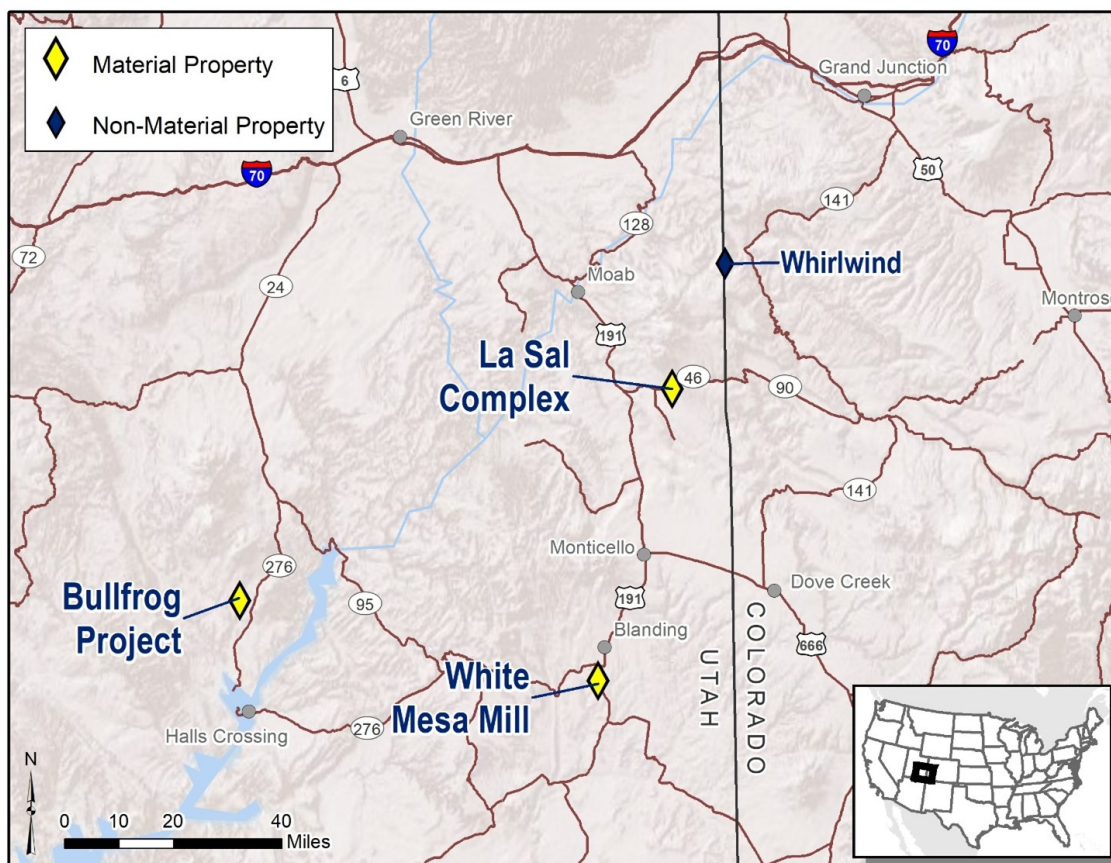 Material Property
Non-Material Property
6
70
Grand Junction
Green River
70
50
141
128
72
24
Whirlwind
Moab
Montrose
191
La Sal
Complex
46
90
141
Monticello
Dove Creek
276
Bullfrog
Project
95
191
Blanding
666
UTAH
COLORADO
White
Mesa Mill
Halls Crossing
276
N
0 10 20 40
Miles